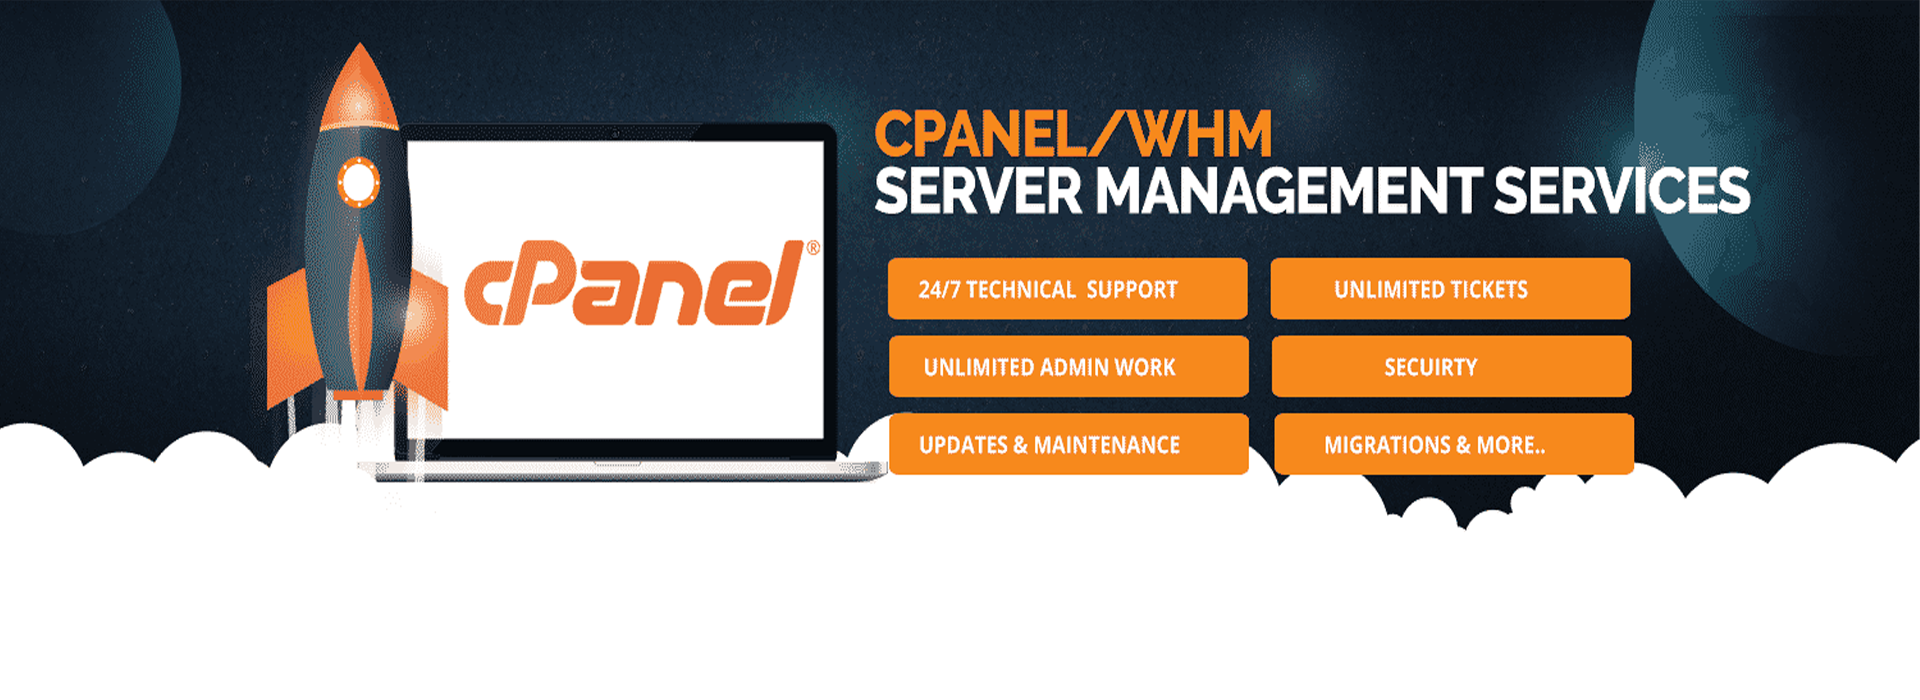 cPanel®
CPANEL/WHM
SERVER MANAGEMENT SERVICES
24/7 TECHNICAL SUPPORT
UNLIMITED TICKETS
UNLIMITED ADMIN WORK
SECUIRTY
UPDATES & MAINTENANCE
MIGRATIONS & MORE..